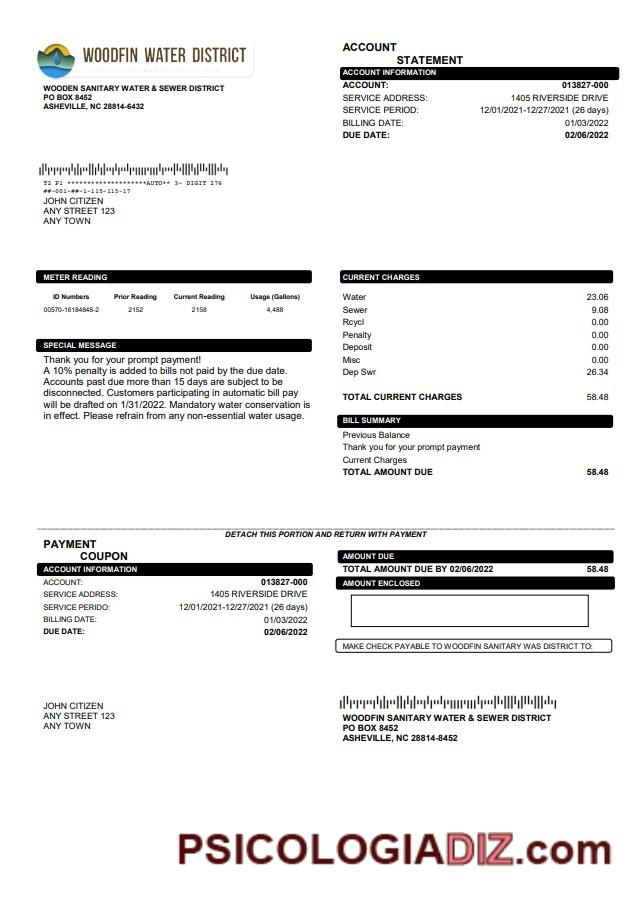 WOODFIN WATER DISTRICT
WOODEN SANITARY WATER & SEWER DISTRICT
PO BOX 8452
ASHEVILLE, NC 28814-6432
ACCOUNT
STATEMENT
ACCOUNT INFORMATION
ACCOUNT: 013827-000
SERVICE ADDRESS: 1405 RIVERSIDE DRIVE
SERVICE PERIOD: 12/01/2021-12/27/2021 (26 days)
BILLING DATE: 01/03/2022
DUE DATE: 02/06/2022
T2 P1 ********************AUTO** 3- DIGIT 276
##-001-##-1-115-115-17
JOHN CITIZEN
ANY STREET 123
ANY TOWN
METER READING
ID Numbers Prior Reading Current Reading Usage (Gallons)
00570-16184848-2 2152 2158 4,488
SPECIAL MESSAGE
Thank you for your prompt payment!
A 10% penalty is added to bills not paid by the due date.
Accounts past due more than 15 days are subject to
be disconnected. Customers participating in automatic bill pay
will be drafted on 1/31/2022. Mandatory water conservation is
in effect. Please refrain from any non-essential water usage.
CURRENT CHARGES
Water 23.06
Sewer 9.08
Rcycl 0.00
Penalty 0.00
Deposit 0.00
Misc 0.00
Dep Swr 26.34
TOTAL CURRENT CHARGES 58.48
BILL SUMMARY
Previous Balance
Thank you for your prompt payment
Current Charges
TOTAL AMOUNT DUE 58.48
DETACH THIS PORTION AND RETURN WITH PAYMENT
PAYMENT
COUPON
ACCOUNT INFORMATION
ACCOUNT: 013827-000
SERVICE ADDRESS: 1405 RIVERSIDE DRIVE
SERVICE PERIDO: 12/01/2021-12/27/2021 (26 days)
BILLING DATE: 01/03/2022
DUE DATE: 02/06/2022
AMOUNT DUE
TOTAL AMOUNT DUE BY 02/06/2022 58.48
AMOUNT ENCLOSED
MAKE CHECK PAYABLE TO WOODFIN SANITARY WAS DISTRICT TO:
JOHN CITIZEN
ANY STREET 123
ANY TOWN
WOODFIN SANITARY WATER & SEWER DISTRICT
PO BOX 8452
ASHEVILLE, NC 28814-8452
PSICOLOGIADIZ.com